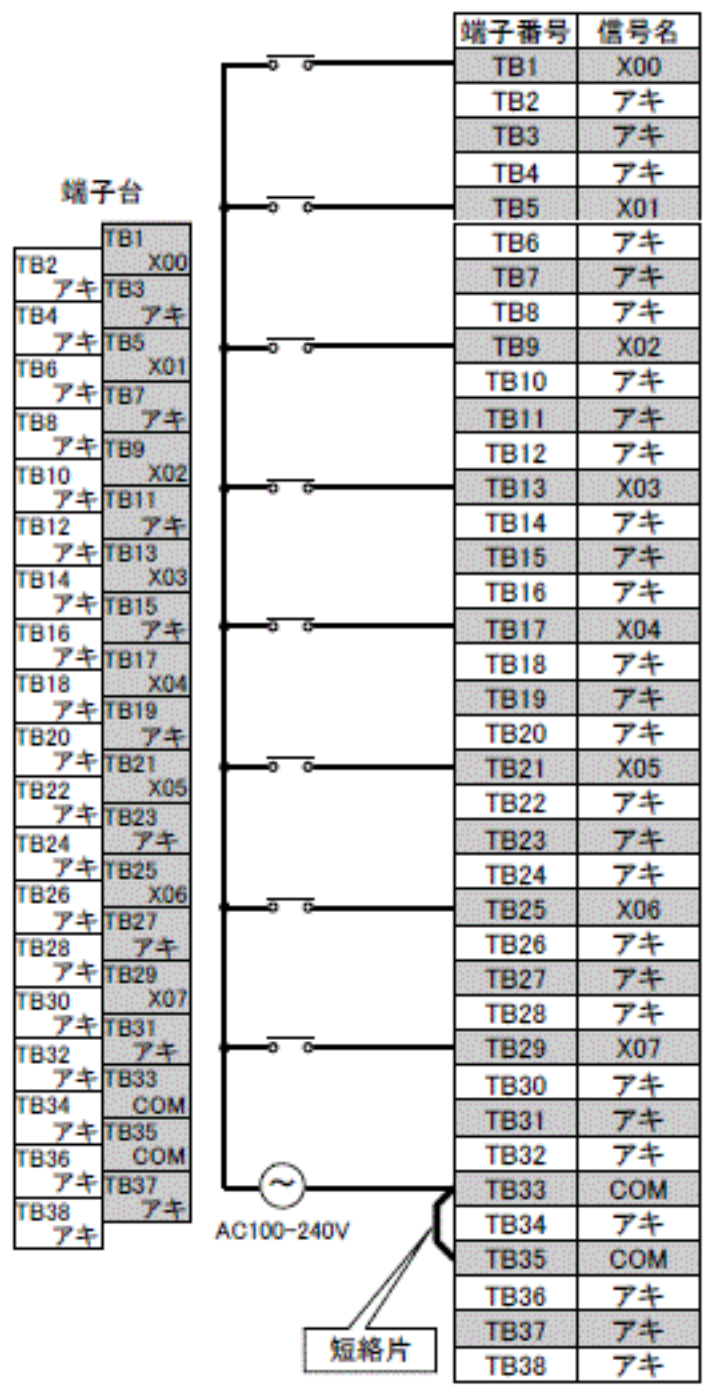 端子台
TB1
X00
TB2
アキ
TB3
アキ
TB4
アキ
TB5
X01
TB6
アキ
TB7
アキ
TB8
アキ
TB9
X02
TB10
アキ
TB11
アキ
TB12
アキ
TB13
X03
TB14
アキ
TB15
アキ
TB16
アキ
TB17
X04
TB18
アキ
TB19
アキ
TB20
アキ
TB21
X05
TB22
アキ
TB23
アキ
TB24
アキ
TB25
X06
TB26
アキ
TB27
アキ
TB28
アキ
TB29
X07
TB30
アキ
TB31
アキ
TB32
アキ
TB33
COM
TB34
アキ
TB35
COM
TB36
アキ
TB37
アキ
TB38
アキ
~
AC100-240V
短絡片
端子番号 信号名
TB1 X00
TB2 アキ
TB3 アキ
TB4 アキ
TB5 X01
TB6 アキ
TB7 アキ
TB8 アキ
TB9 X02
TB10 アキ
TB11 アキ
TB12 アキ
TB13 X03
TB14 アキ
TB15 アキ
TB16 アキ
TB17 X04
TB18 アキ
TB19 アキ
TB20 アキ
TB21 X05
TB22 アキ
TB23 アキ
TB24 アキ
TB25 X06
TB26 アキ
TB27 アキ
TB28 アキ
TB29 X07
TB30 アキ
TB31 アキ
TB32 アキ
TB33 COM
TB34 アキ
TB35 COM
TB36 アキ
TB37 アキ
TB38 アキ